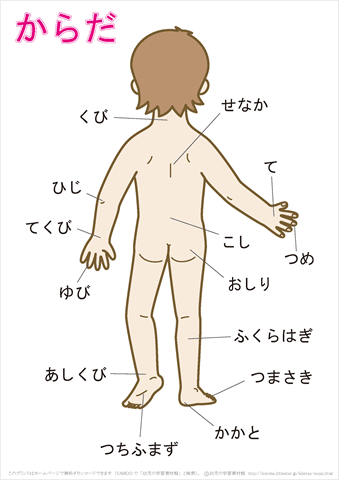 からだ
くび
せなか
て
ひじ
てくび
こし
つめ
ゆび
おしり
ふくらはぎ
あしくび
つまさき
かかと
つちふまず